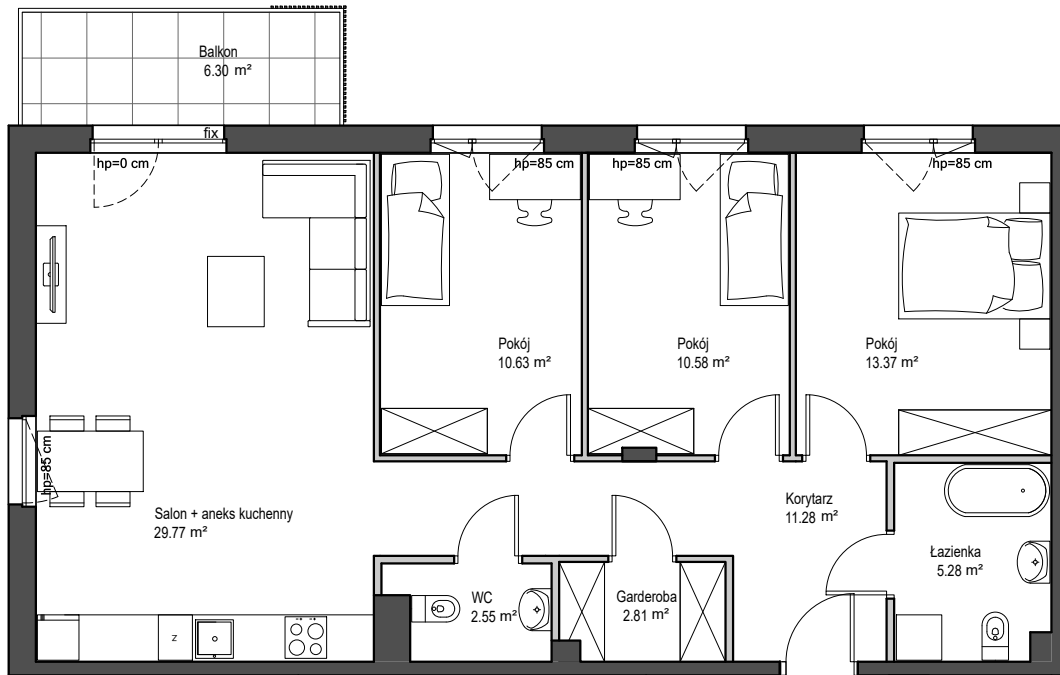 Balkon
6.30 m²
fix
hp=0 cm
hp=85 cm
hp=85 cm
hp=85 cm
Pokój
10.63 m²
Pokój
10.58 m²
Pokój
13.37 m²
hp=85 cm
Salon + aneks kuchenny
29.77 m²
Korytarz
11.28 m²
Łazienka
5.28 m²
WC
2.55 m²
Garderoba
2.81 m²
Z